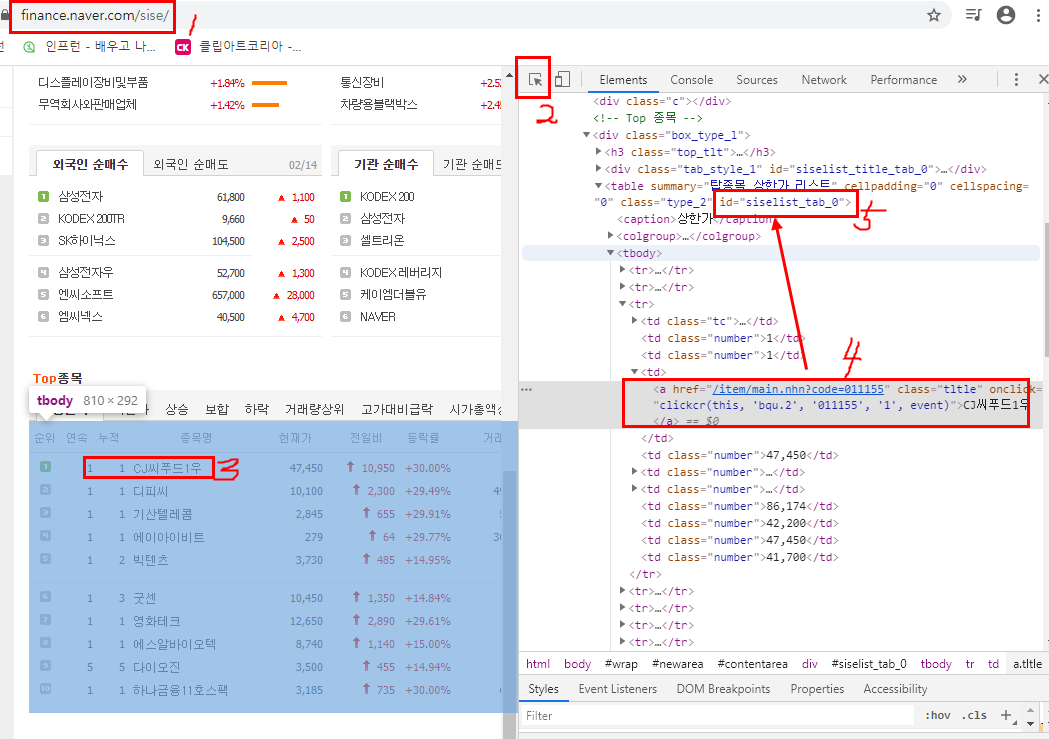 finance.naver.com/sise/
1
인프런 - 배우고 나...
CK 클립아트코리아 -...
디스플레이장비및부품 +1.84%
통신장비 +2.5
무역회사와판매업체 +1.42%
차량용블랙박스 +2.4
외국인 순매수 외국인 순매도 02/14
기관 순매수 기관 순매도
1 삼성전자 61,800 ▲ 1,100
2 KODEX 200TR 9,660 ▲ 50
3 SK하이닉스 104,500 ▲ 2,500
4 삼성전자우 52,700 ▲ 1,300
5 엔씨소프트 657,000 ▲ 28,000
6 엠씨넥스 40,500 ▲ 4,700
1 KODEX 200
2 삼성전자
3 셀트리온
4 KODEX 레버리지
5 케이엠더블유
6 NAVER
Top종목
tbody 810 × 292
상승 보합 하락 거래량상위 고가대비급락 시가총액상
순위 연속 누적 종목명 현재가 전일비 등락률 거래
1 1 1 CJ씨푸드1우 47,450 ↑ 10,950 +30.00%
3
2 1 1 디피씨 10,100 ↑ 2,300 +29.49%
3 1 1 기산텔레콤 2,845 ↑ 655 +29.91%
4 1 1 에이아이비트 279 ↑ 64 +29.77%
5 1 2 빅텐츠 3,730 ↑ 485 +14.95%
6 1 3 굿센 10,450 ↑ 1,350 +14.84%
7 1 1 영화테크 12,650 ↑ 2,890 +29.61%
8 1 1 에스알바이오텍 8,740 ↑ 1,140 +15.00%
9 5 5 다이오진 3,500 ↑ 455 +14.94%
10 1 1 하나금융11호스팩 3,185 ↑ 735 +30.00%
2
Elements Console Sources Network Performance »
<div class="c"></div>
<!-- Top 종목 -->
▼<div class="box_type_l">
▶<h3 class="top_tlt">…</h3>
▶<div class="tab_style_1" id="siselist_title_tab_0">…</div>
▼<table summary="탑종목 상한가 리스트" cellpadding="0" cellspacing=
"0" class="type_2" id="siselist_tab_0">
5
<caption>상한가</caption>
▶<colgroup>…</colgroup>
▼<tbody>
▶<tr>…</tr>
▶<tr>…</tr>
▼<tr>
▶<td class="tc">…</td>
<td class="number">1</td>
<td class="number">1</td>
4
▼<td>
<a href="/item/main.nhn?code=011155" class="tltle" onclick=
"clickcr(this, 'bqu.2', '011155', '1', event)">CJ씨푸드1우
</a> == $0
</td>
<td class="number">47,450</td>
▶<td class="number">…</td>
▶<td class="number">…</td>
<td class="number">86,174</td>
<td class="number">42,200</td>
<td class="number">47,450</td>
<td class="number">41,700</td>
</tr>
▶<tr>…</tr>
▶<tr>…</tr>
▶<tr>…</tr>
▶<tr>…</tr>
html body #wrap #newarea #contentarea div #siselist_tab_0 tbody tr td a.tltle
Styles Event Listeners DOM Breakpoints Properties Accessibility
Filter :hov .cls +